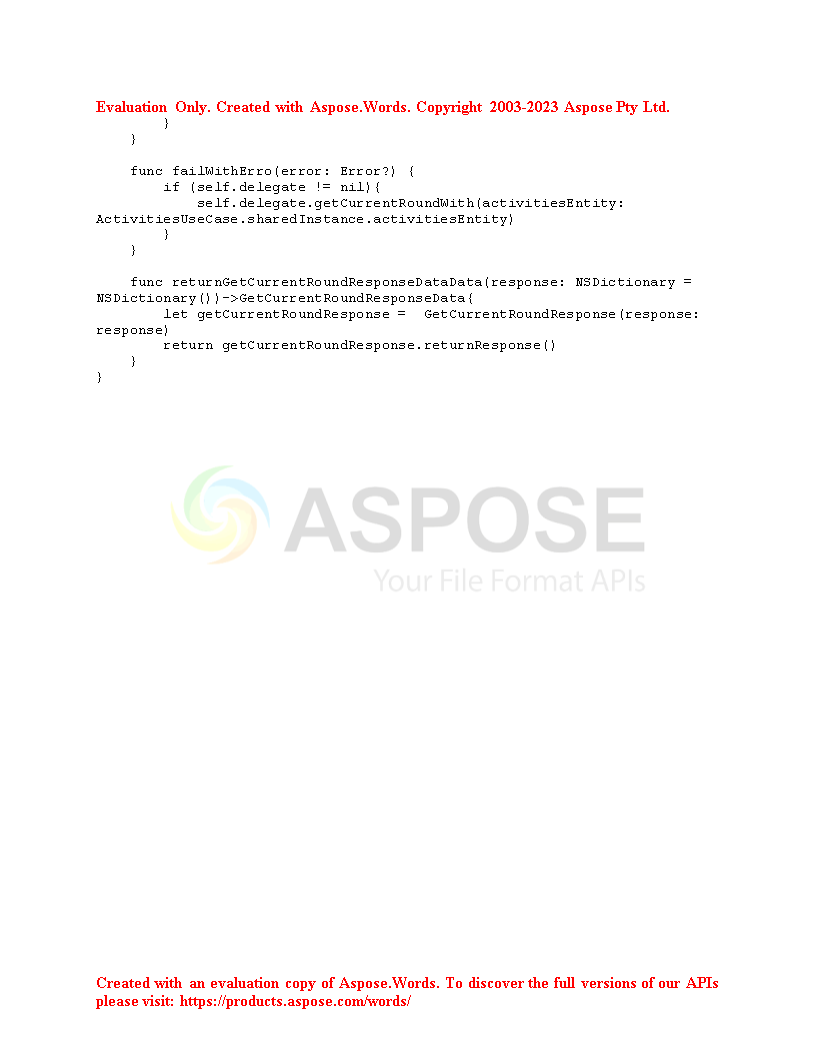 Evaluation Only. Created with Aspose.Words. Copyright 2003-2023 Aspose Pty Ltd.
        }
    }
    func failWithErro(error: Error?) {
        if (self.delegate != nil){
            self.delegate.getCurrentRoundWith(activitiesEntity:
ActivitiesUseCase.sharedInstance.activitiesEntity)
        }
    }
    func returnGetCurrentRoundResponseDataData(response: NSDictionary =
NSDictionary())->GetCurrentRoundResponseData{
        let getCurrentRoundResponse =  GetCurrentRoundResponse(response:
response)
        return getCurrentRoundResponse.returnResponse()
    }
}
ASPOSE
Your File Format APIs
Created with an evaluation copy of Aspose.Words. To discover the full versions of our APIs
please visit: https://products.aspose.com/words/